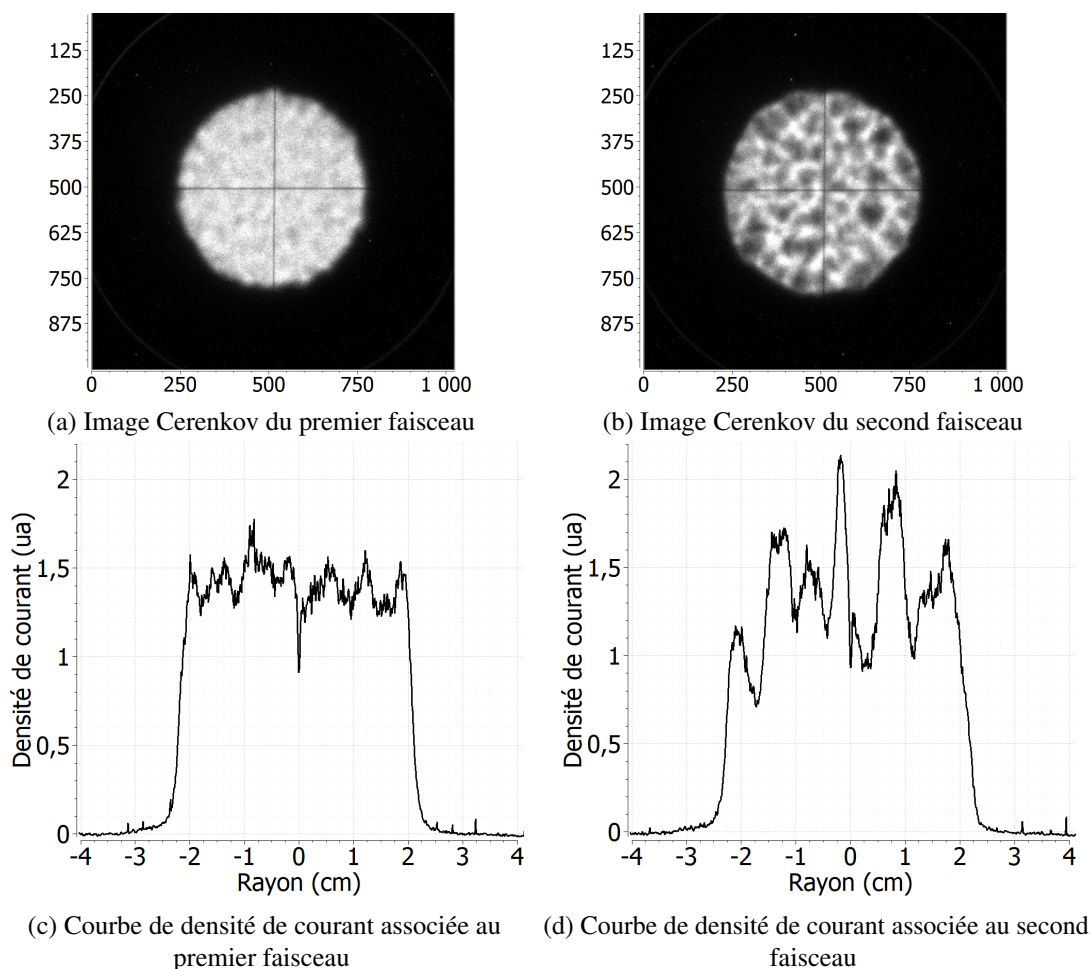 125
250
375
500
625
750
875
0 250 500 750 1 000
(a) Image Cerenkov du premier faisceau
125
250
375
500
625
750
875
0 250 500 750 1 000
(b) Image Cerenkov du second faisceau
Densité de courant (ua)
2
1,5
1
0,5
0
-4 -3 -2 -1 0 1 2 3 4
Rayon (cm)
(c) Courbe de densité de courant associée au
premier faisceau
Densité de courant (ua)
2
1,5
1
0,5
0
-4 -3 -2 -1 0 1 2 3 4
Rayon (cm)
(d) Courbe de densité de courant associée au second
faisceau